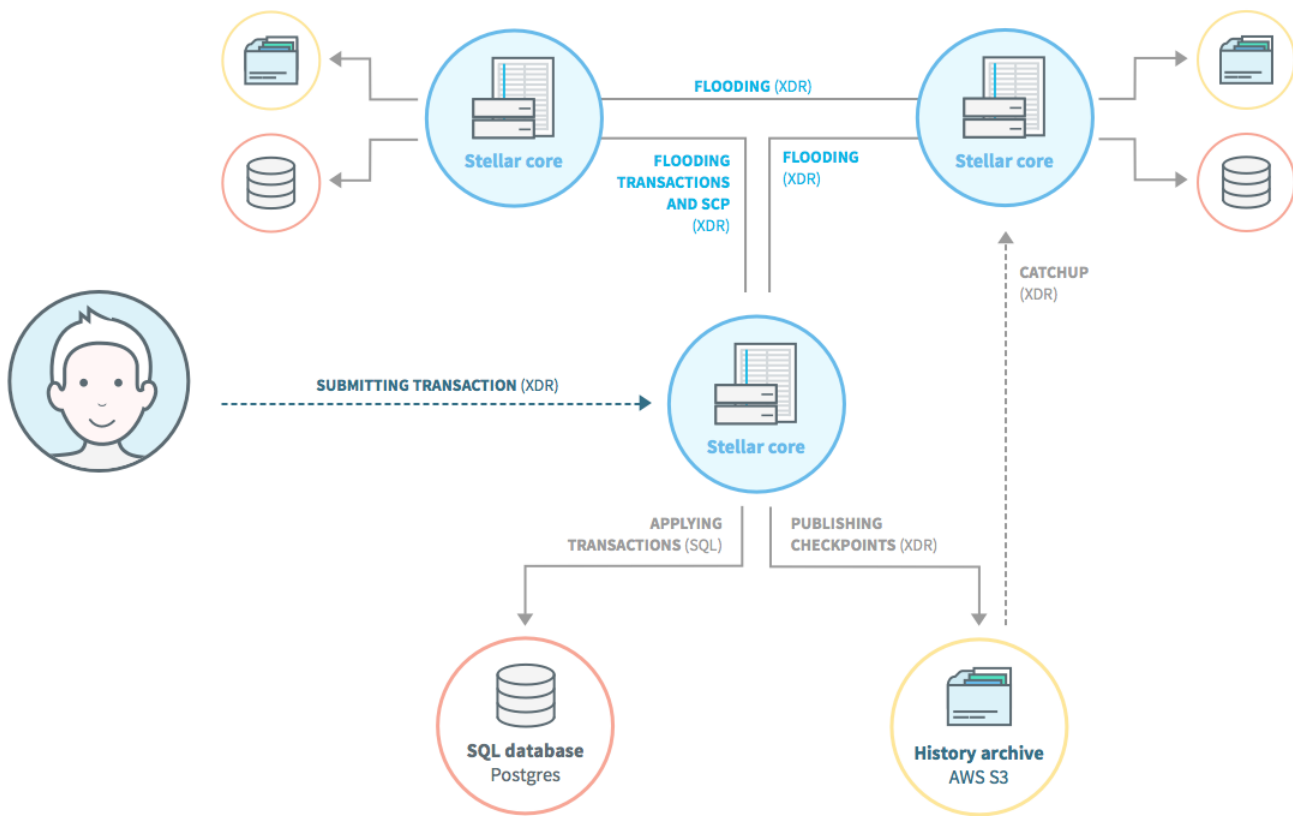 FLOODING (XDR)
Stellar core
Stellar core
FLOODING
TRANSACTIONS
AND SCP
(XDR)
FLOODING
(XDR)
CATCHUP
(XDR)
SUBMITTING TRANSACTION (XDR)
Stellar core
APPLYING
TRANSACTIONS (SQL)
PUBLISHING
CHECKPOINTS (XDR)
SQL database
Postgres
History archive
AWS S3